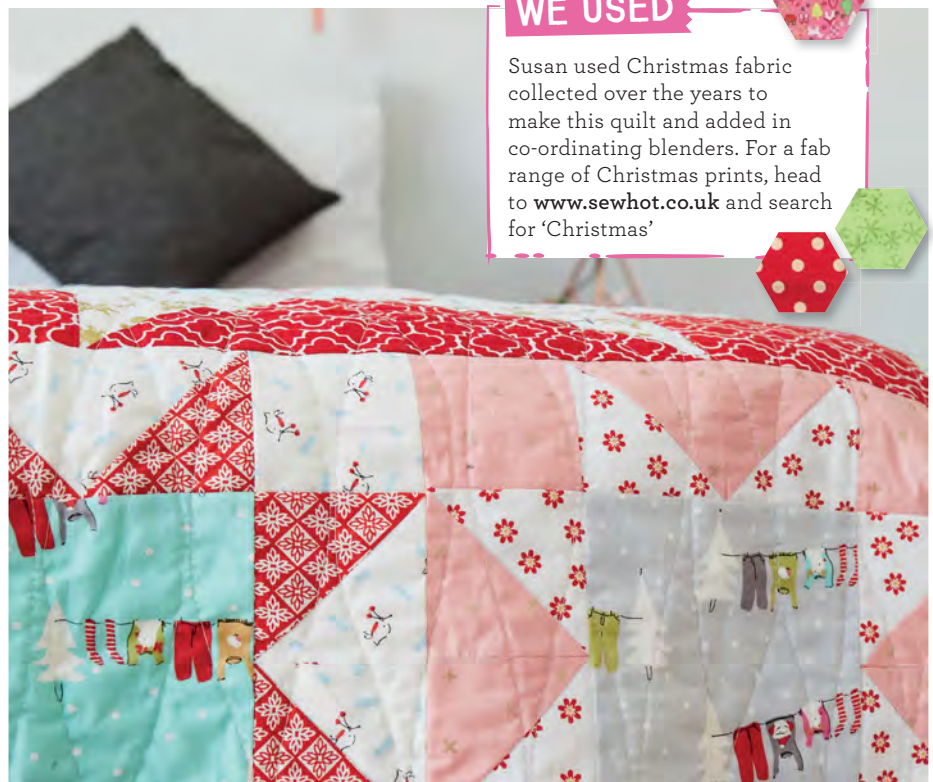 WE USED
Susan used Christmas fabric
collected over the years to
make this quilt and added in
co-ordinating blenders. For a fab
range of Christmas prints, head
to www.sewhot.co.uk and search
for ‘Christmas’